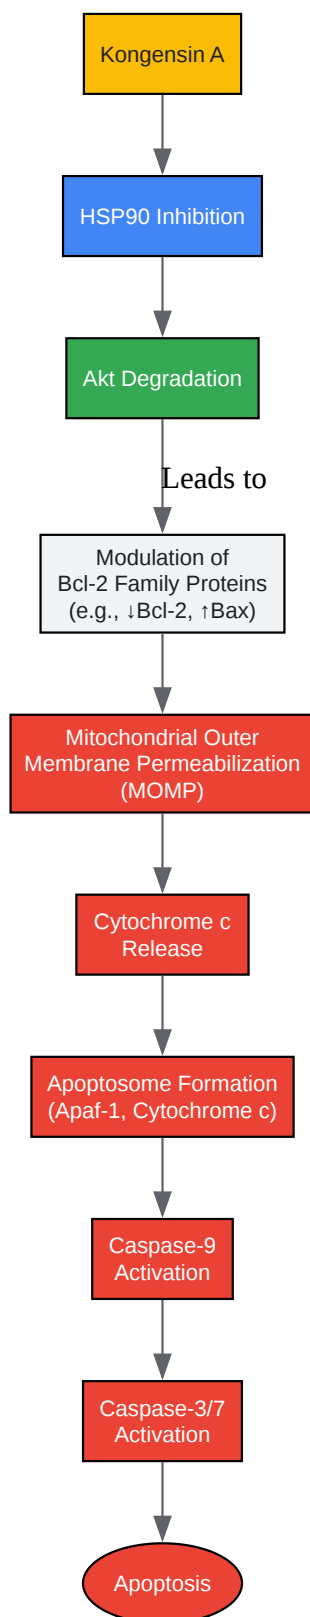 Kongensin A
HSP90 Inhibition
Akt Degradation
Leads to
Modulation of
Bcl-2 Family Proteins
(e.g., ↓Bcl-2, ↑Bax)
Mitochondrial Outer
Membrane Permeabilization
(MOMP)
Cytochrome c
Release
Apoptosome Formation
(Apaf-1, Cytochrome c)
Caspase-9
Activation
Caspase-3/7
Activation
Apoptosis